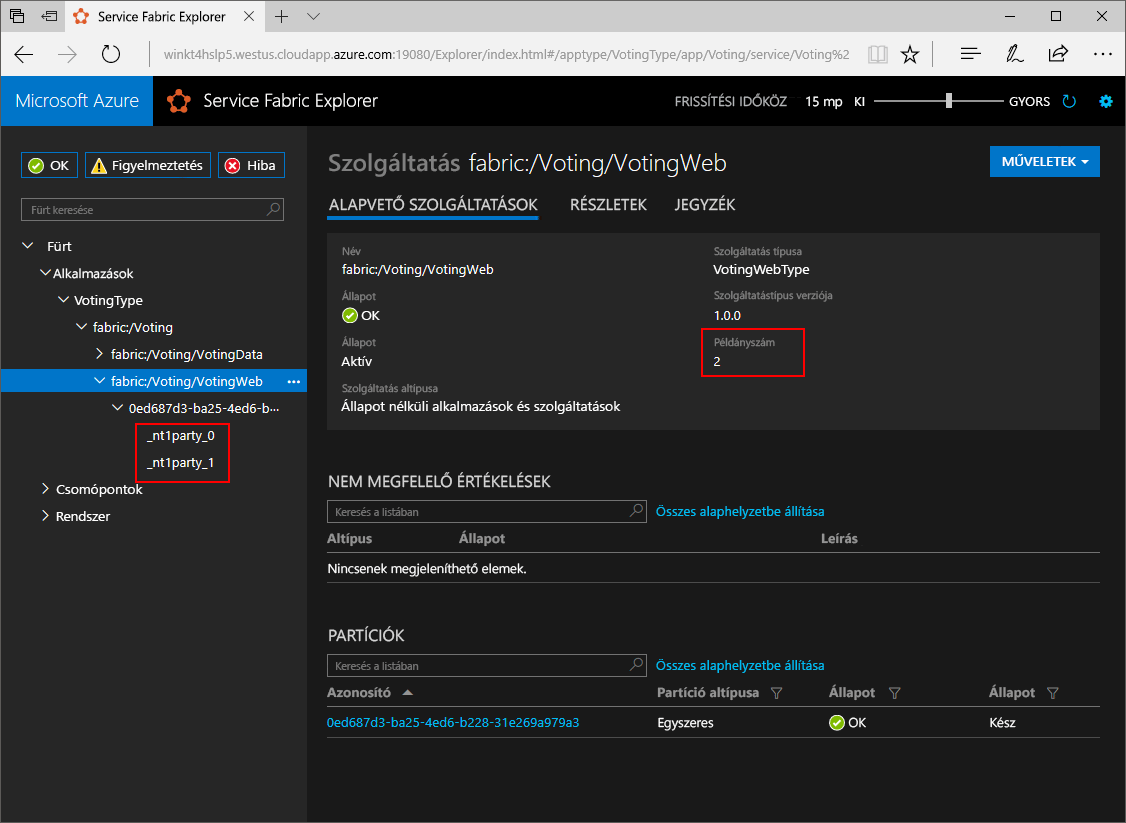 Service Fabric Explorer
winkt4hslp5.westus.cloudapp.azure.com:19080/Explorer/index.html#/apptype/VotingType/app/Voting/service/Voting%2
Microsoft Azure
Service Fabric Explorer
FRISSÍTÉSI IDŐKÖZ 15 mp KI GYORS
OK Figyelmeztetés Hiba
Fürt keresése
Fürt
Alkalmazások
VotingType
fabric:/Voting
fabric:/Voting/VotingData
fabric:/Voting/VotingWeb
0ed687d3-ba25-4ed6-b...
_nt1party_0
_nt1party_1
Csomópontok
Rendszer
Szolgáltatás fabric:/Voting/VotingWeb
MŰVELETEK
ALAPVETŐ SZOLGÁLTATÁSOK RÉSZLETEK JEGYZÉK
Név
fabric:/Voting/VotingWeb
Állapot
OK
Állapot
Aktív
Szolgáltatás altípusa
Állapot nélküli alkalmazások és szolgáltatások
Szolgáltatás típusa
VotingWebType
Szolgáltatástípus verziója
1.0.0
Példányszám
2
NEM MEGFELELŐ ÉRTÉKELÉSEK
Keresés a listában Összes alaphelyzetbe állítása
Altípus Állapot Leírás
Nincsenek megjeleníthető elemek.
PARTÍCIÓK
Keresés a listában Összes alaphelyzetbe állítása
Azonosító Partíció altípusa Állapot Állapot
0ed687d3-ba25-4ed6-b228-31e269a979a3 Egyszeres OK Kész